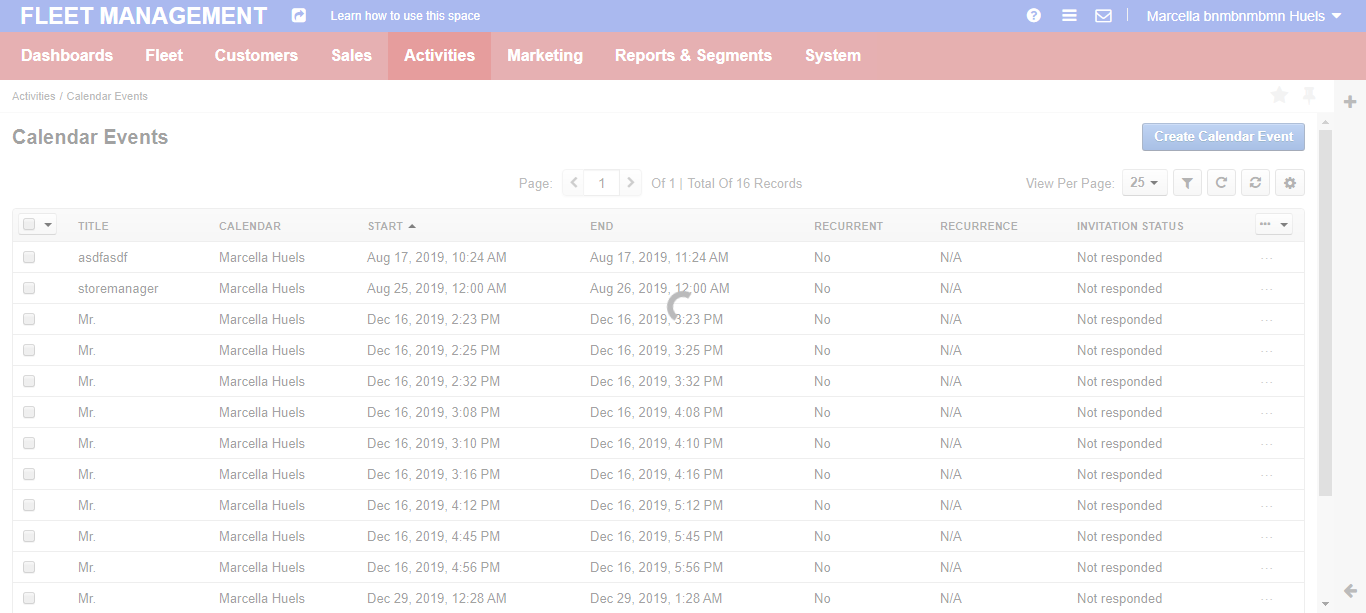 FLEET MANAGEMENT Learn how to use this space Marcella bnmbnmbmn Huels
Dashboards Fleet Customers Sales Activities Marketing Reports & Segments System
Activities / Calendar Events
Calendar Events Create Calendar Event
Page: 1 Of 1 | Total Of 16 Records View Per Page: 25
TITLE CALENDAR START END RECURRENT RECURRENCE INVITATION STATUS
asdfasdf Marcella Huels Aug 17, 2019, 10:24 AM Aug 17, 2019, 11:24 AM No N/A Not responded
storemanager Marcella Huels Aug 25, 2019, 12:00 AM Aug 26, 2019, 12:00 AM No N/A Not responded
Mr. Marcella Huels Dec 16, 2019, 2:23 PM Dec 16, 2019, 3:23 PM No N/A Not responded
Mr. Marcella Huels Dec 16, 2019, 2:25 PM Dec 16, 2019, 3:25 PM No N/A Not responded
Mr. Marcella Huels Dec 16, 2019, 2:32 PM Dec 16, 2019, 3:32 PM No N/A Not responded
Mr. Marcella Huels Dec 16, 2019, 3:08 PM Dec 16, 2019, 4:08 PM No N/A Not responded
Mr. Marcella Huels Dec 16, 2019, 3:10 PM Dec 16, 2019, 4:10 PM No N/A Not responded
Mr. Marcella Huels Dec 16, 2019, 3:16 PM Dec 16, 2019, 4:16 PM No N/A Not responded
Mr. Marcella Huels Dec 16, 2019, 4:12 PM Dec 16, 2019, 5:12 PM No N/A Not responded
Mr. Marcella Huels Dec 16, 2019, 4:45 PM Dec 16, 2019, 5:45 PM No N/A Not responded
Mr. Marcella Huels Dec 16, 2019, 4:56 PM Dec 16, 2019, 5:56 PM No N/A Not responded
Mr. Marcella Huels Dec 29, 2019, 12:28 AM Dec 29, 2019, 1:28 AM No N/A Not responded